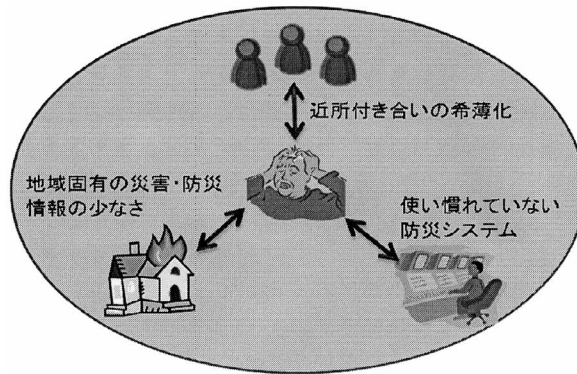 近所付き合いの希薄化
地域固有の災害・防災
情報の少なさ
使い慣れていない
防災システム